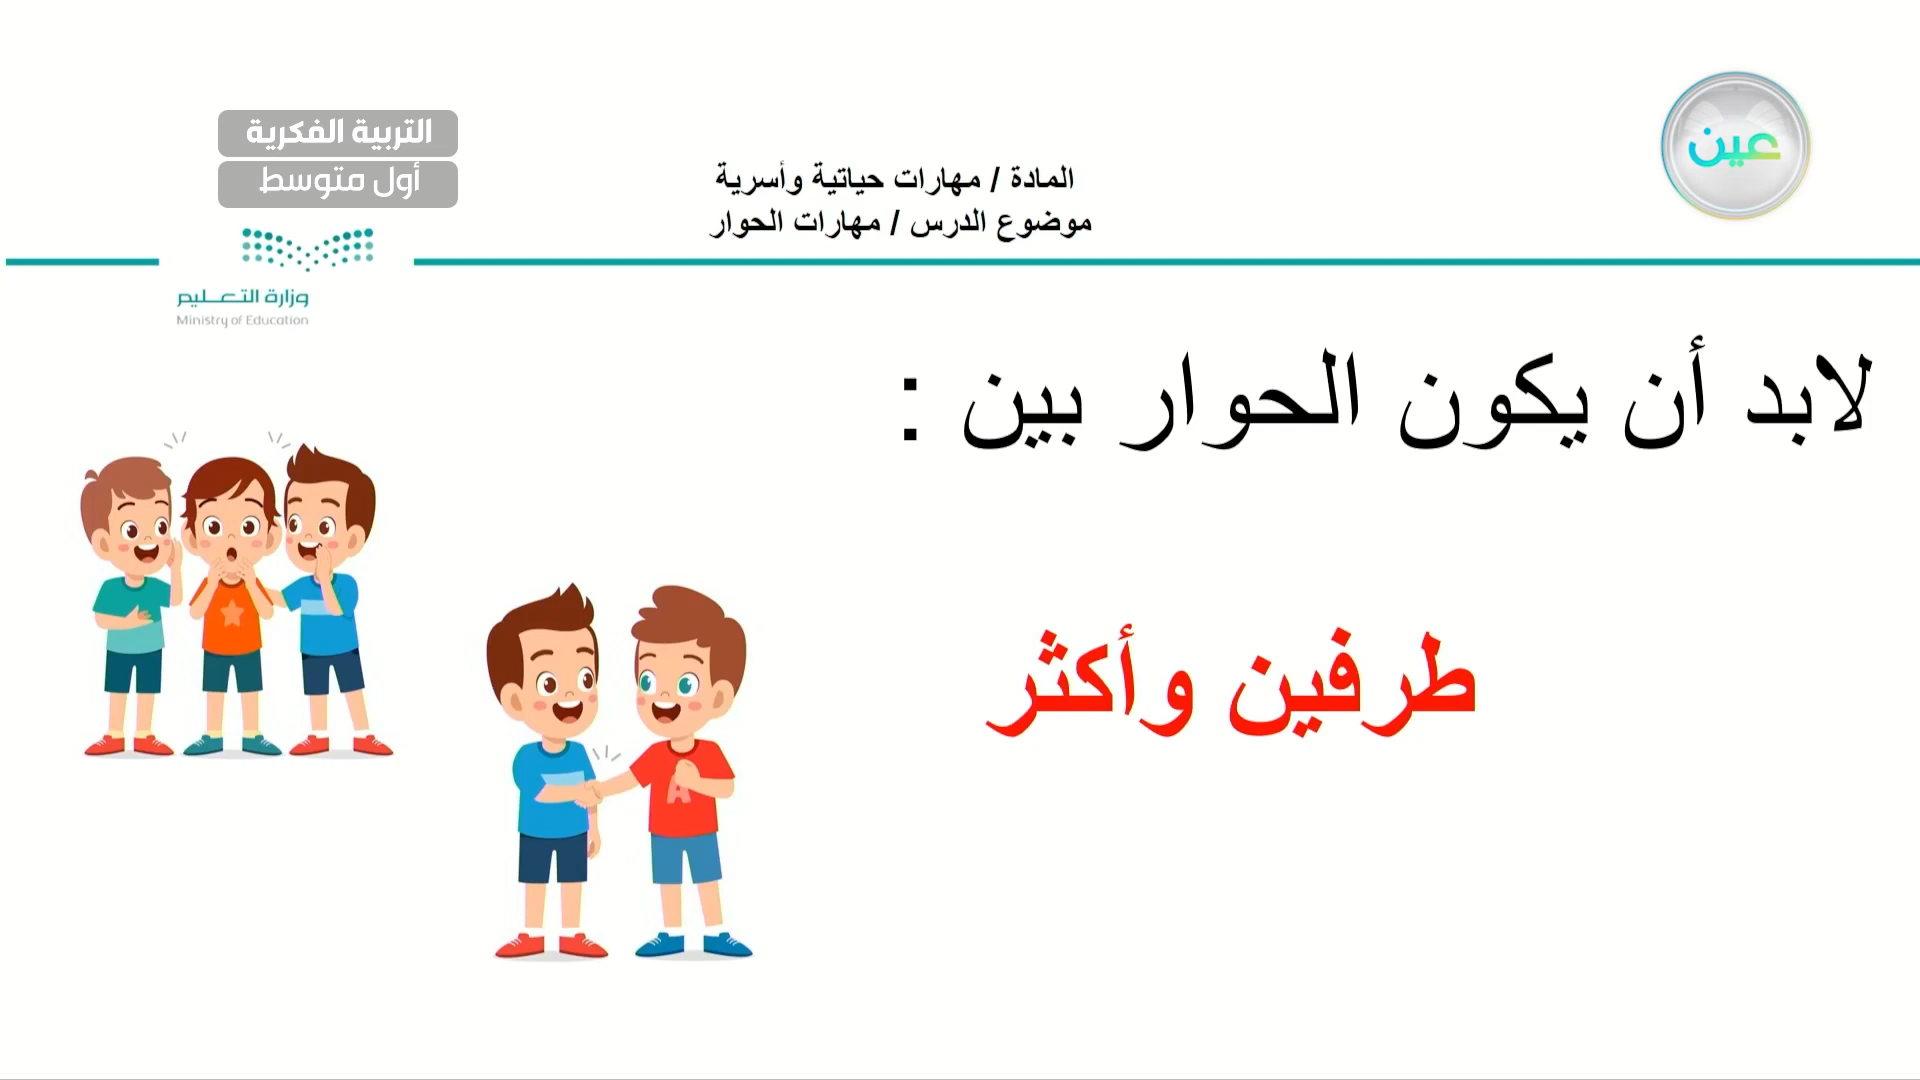 عين
التربية الفكرية
أول متوسط
المادة / مهارات حياتية وأسرية
موضوع الدرس / مهارات الحوار
وزارة التعليم
Ministry of Education
لابد أن يكون الحوار بين :
طرفين وأكثر
A